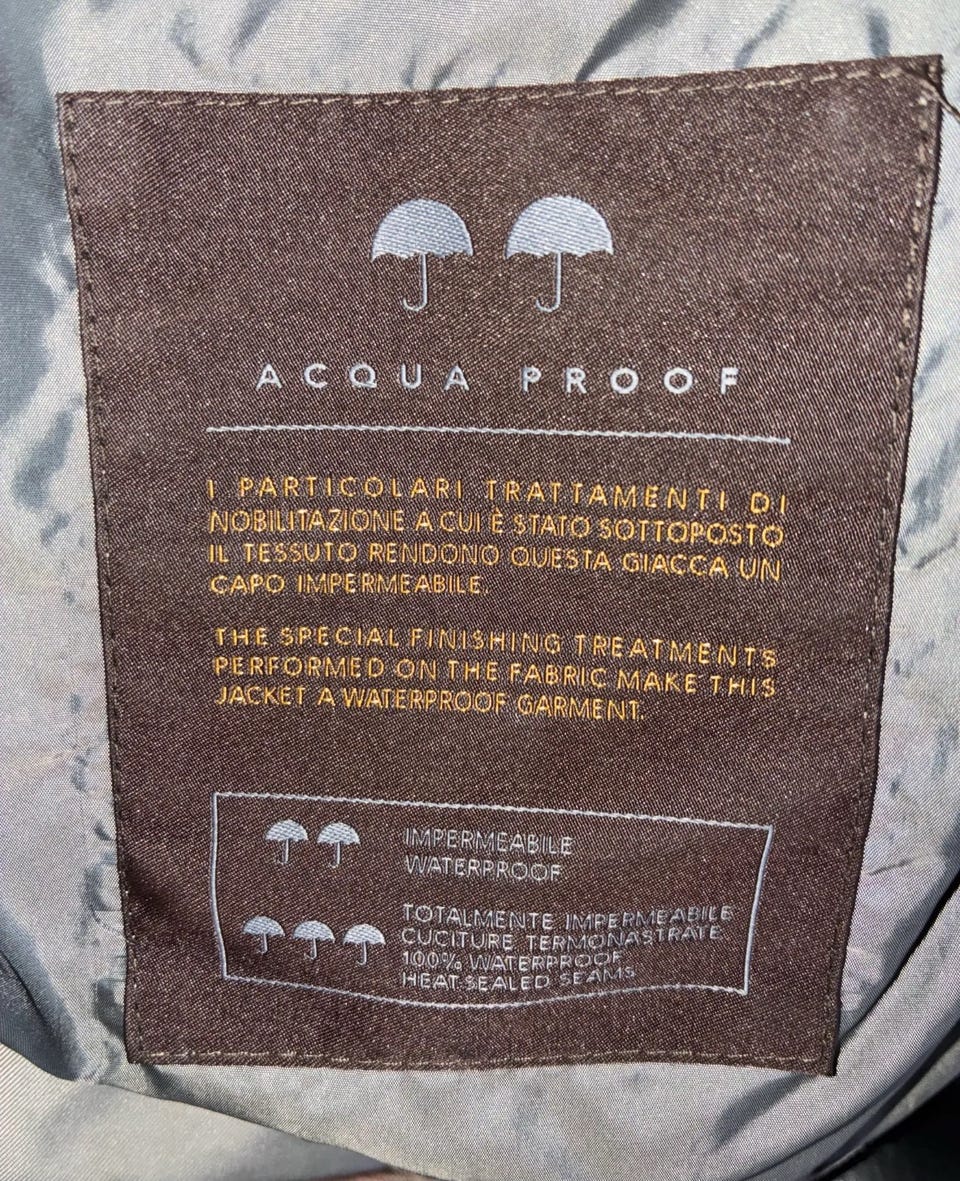 ACQUA PROOF
I PARTICOLARI TRATTAMENTI DI
NOBILITAZIONE A CUI È STATO SOTTOPOSTO
IL TESSUTO RENDONO QUESTA GIACCA UN
CAPO IMPERMEABILE.
THE SPECIAL FINISHING TREATMENTS
PERFORMED ON THE FABRIC MAKE THIS
JACKET A WATERPROOF GARMENT.
IMPERMEABILE
WATERPROOF
TOTALMENTE IMPERMEABILE
CUCITURE TERMONASTRATE
100% WATERPROOF
HEAT SEALED SEAMS